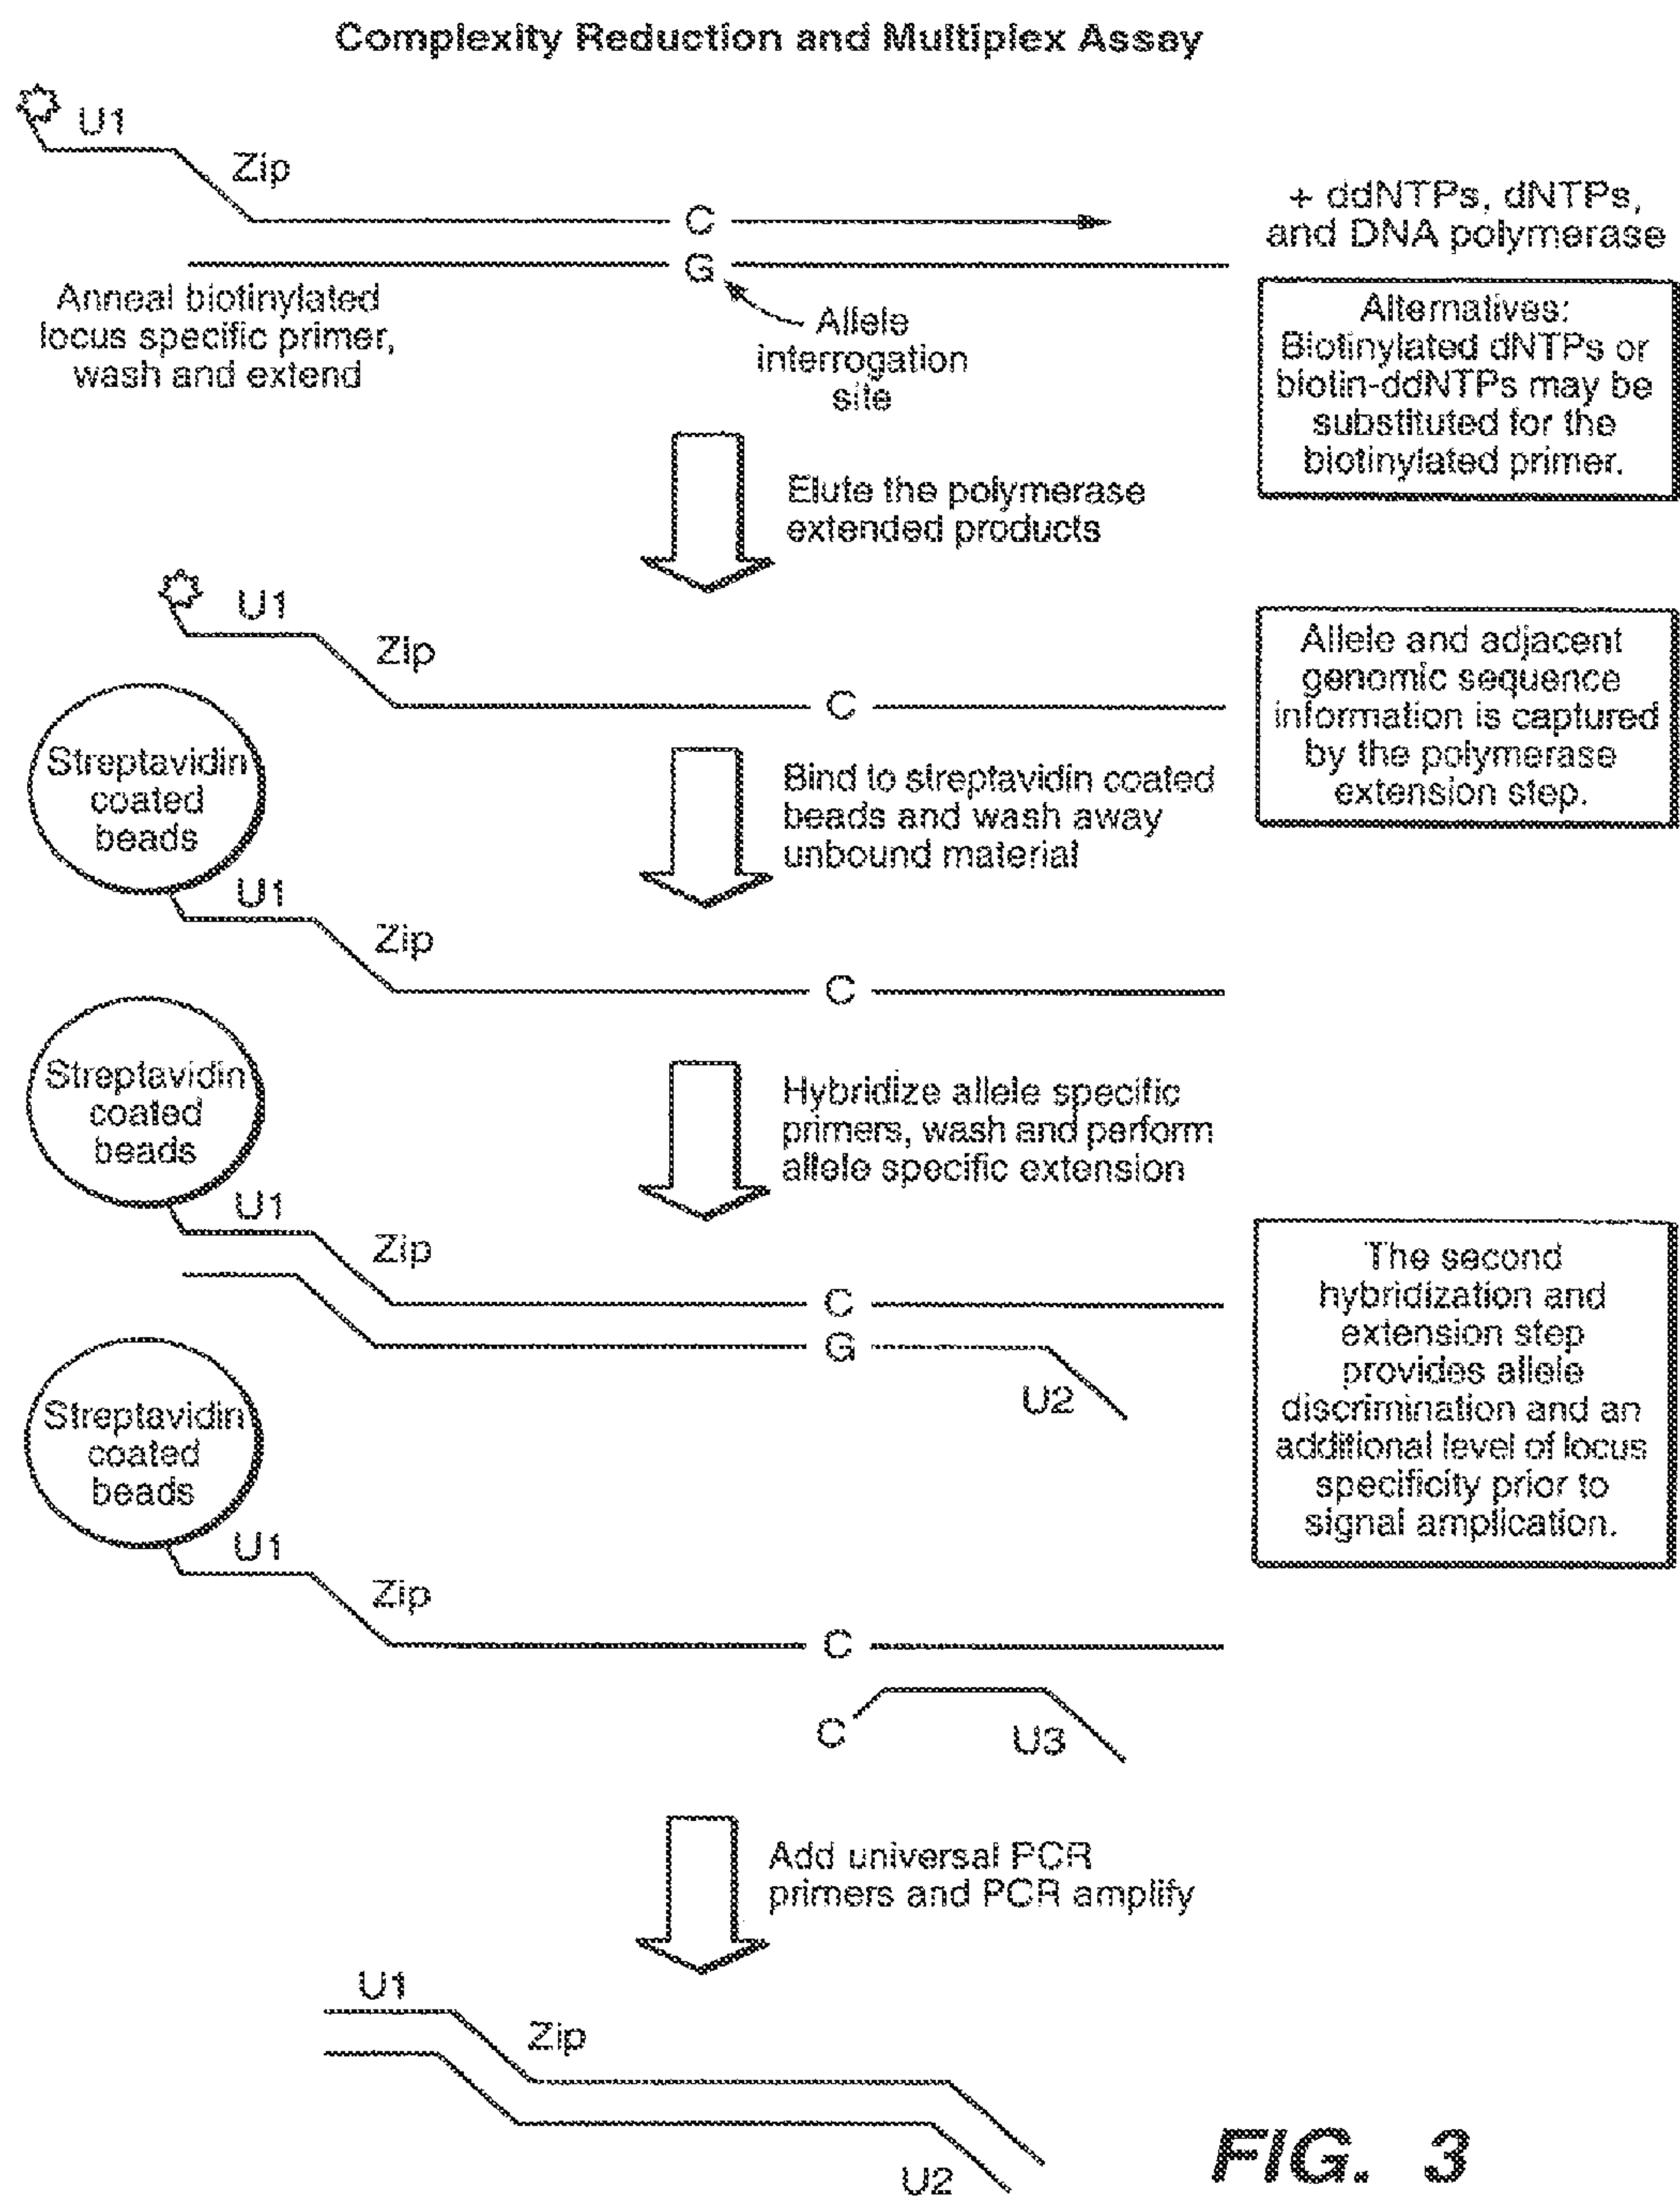 Complexity Reduction and Multiplex Assay
U1
Zip
C
G
+ ddNTPs, dNTPs,
and DNA polymerase
Anneal biotinylated
locus specific primer,
wash and extend
Allele
interrogation
site
Alternatives:
Biotinylated dNTPs or
biotin-ddNTPs may be
substituted for the
biotinylated primer.
Elute the polymerase
extended products
U1
Zip
C
Allele and adjacent
genomic sequence
information is captured
by the polymerase
extension step.
Streptavidin
coated
beads
Bind to streptavidin coated
beads and wash away
unbound material
U1
Zip
C
Streptavidin
coated
beads
Hybridize allele specific
primers, wash and perform
allele specific extension
U1
Zip
C
G
U2
The second
hybridization and
extension step
provides allele
discrimination and an
additional level of locus
specificity prior to
signal amplication.
Streptavidin
coated
beads
U1
Zip
C
C
U3
Add universal PCR
primers and PCR amplify
U1
Zip
U2
FIG. 3